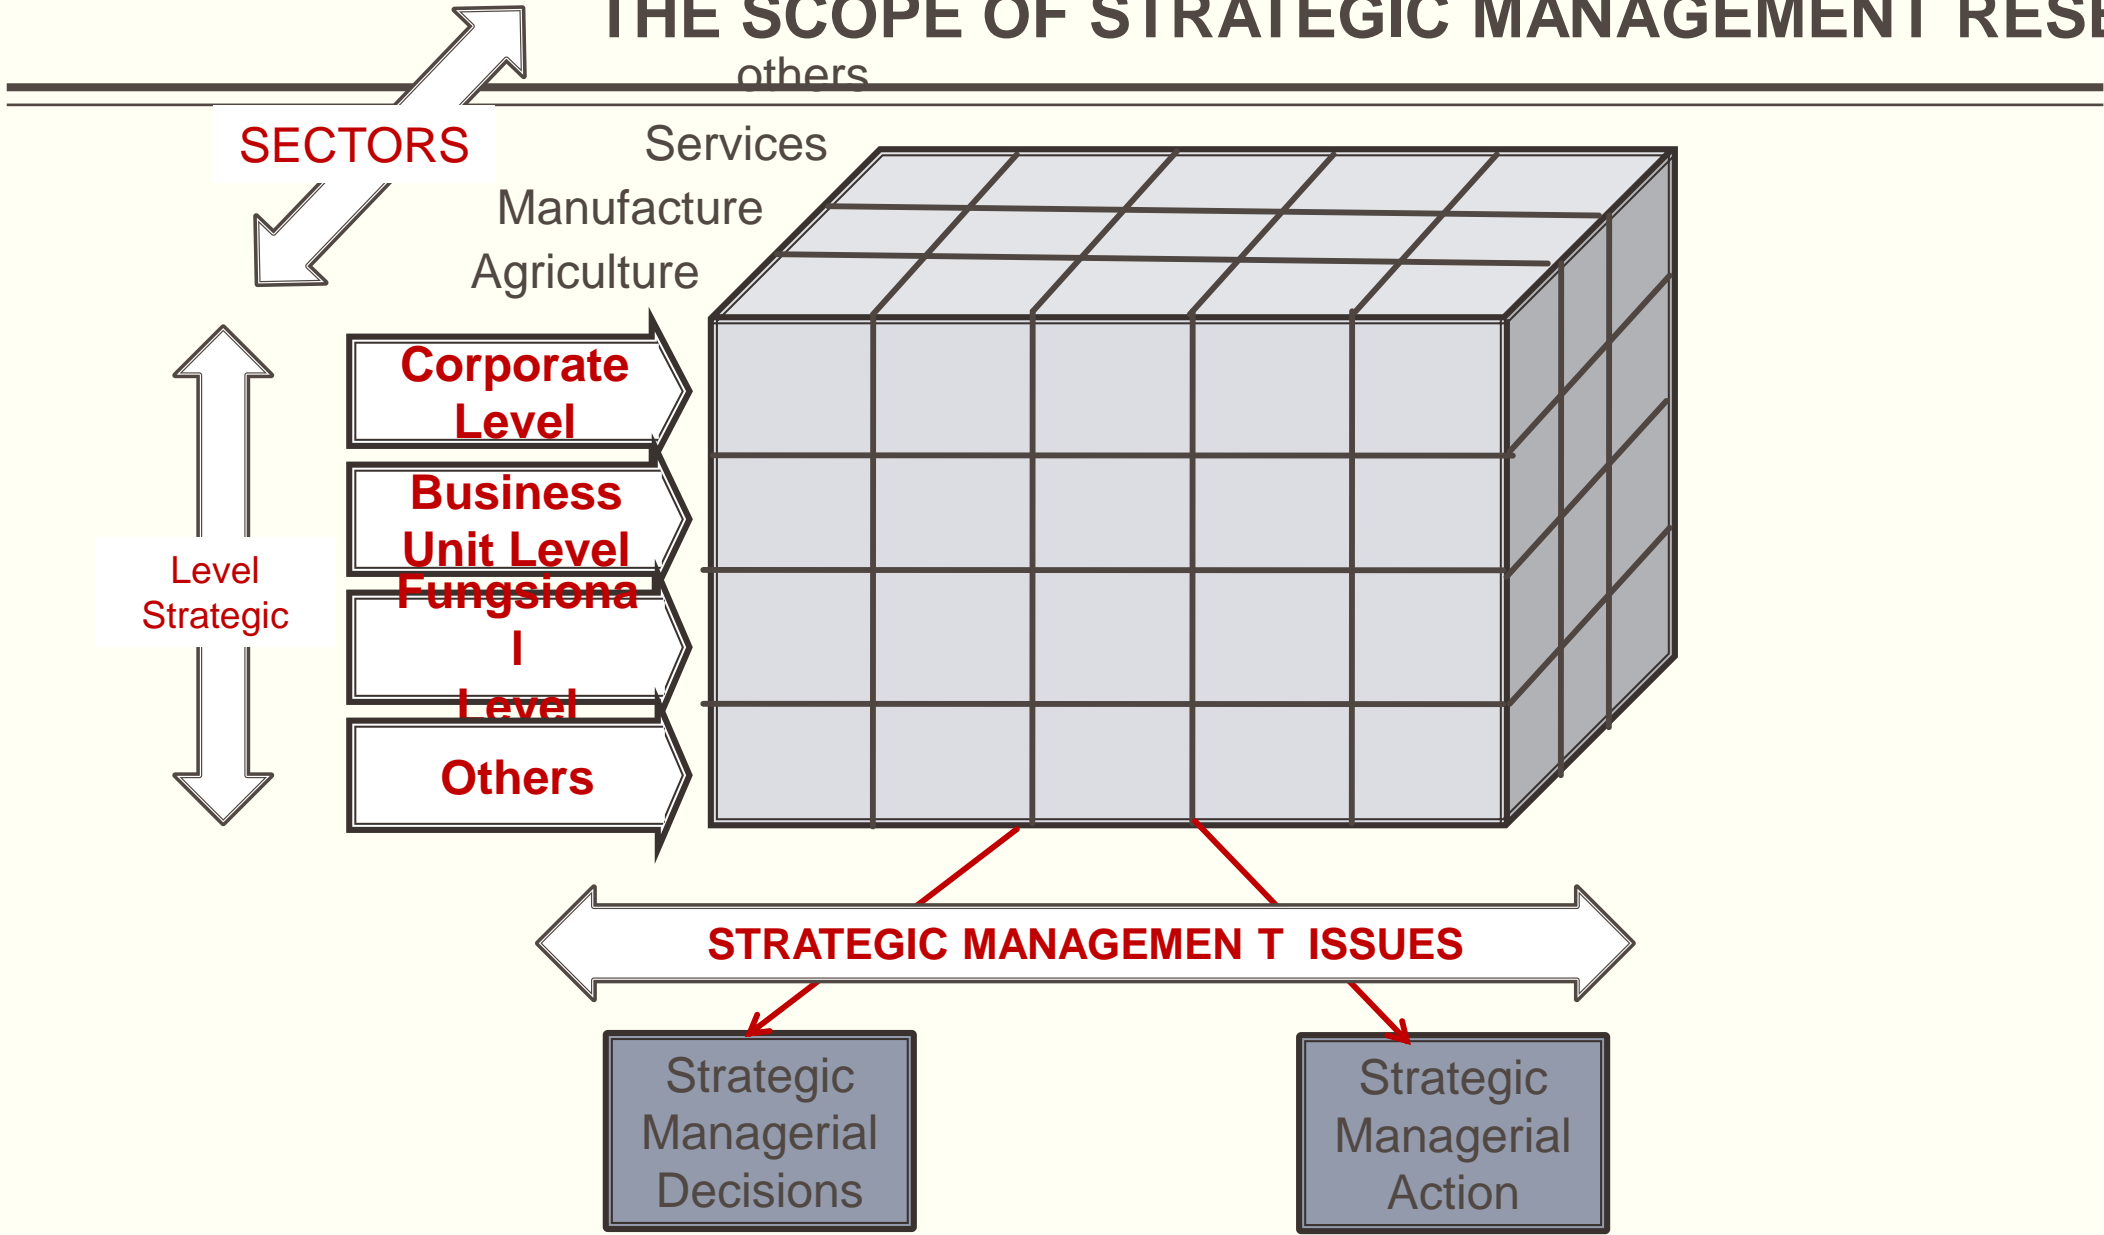 THE SCOPE OF STRATEGIC MANAGEMENT
others
SECTORS
Services
Manufacture
Agriculture
Corporate
Level
Business
Unit Level
Fungsiona
l
Level
Others
Level
Strategic
STRATEGIC MANAGEMEN T ISSUES
Strategic
Managerial
Decisions
Strategic
Managerial
Action